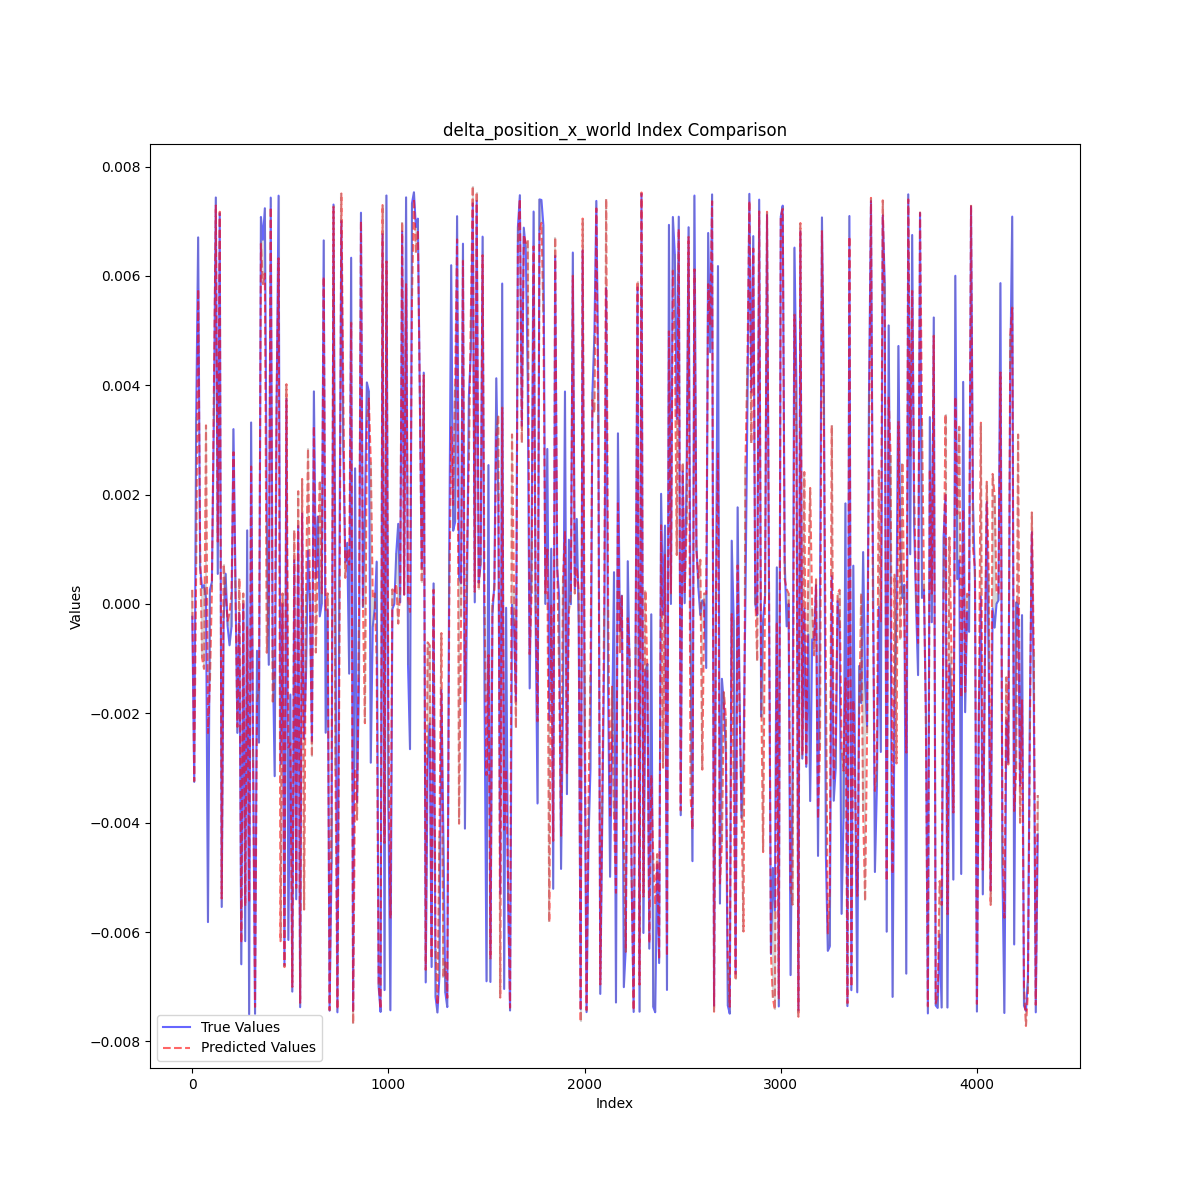 delta_position_x_world Index Comparison
0.008
0.006
0.004
0.002
0.000
−0.002
−0.004
−0.006
−0.008
Values
True Values
Predicted Values
0 1000 2000 3000 4000
Index